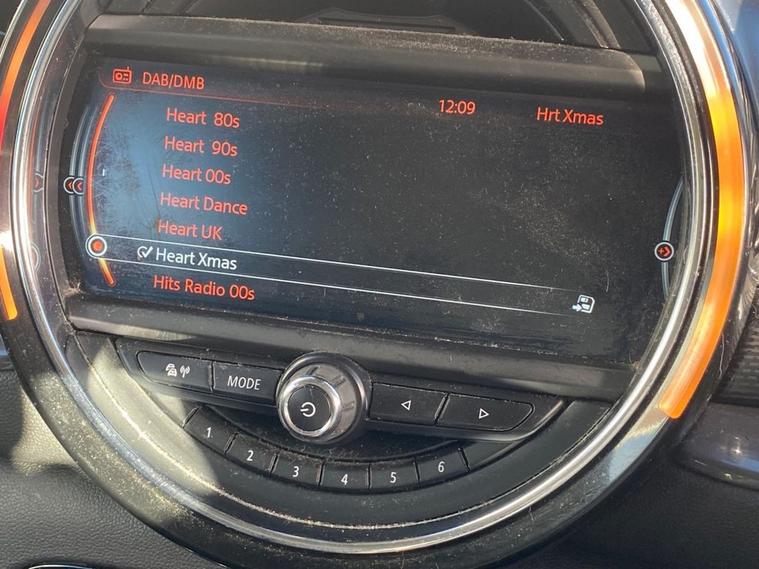 DAB/DMB
12:09 Hrt Xmas
Heart 80s
Heart 90s
Heart 00s
Heart Dance
Heart UK
Heart Xmas
Hits Radio 00s
MODE
1 2 3 4 5 6